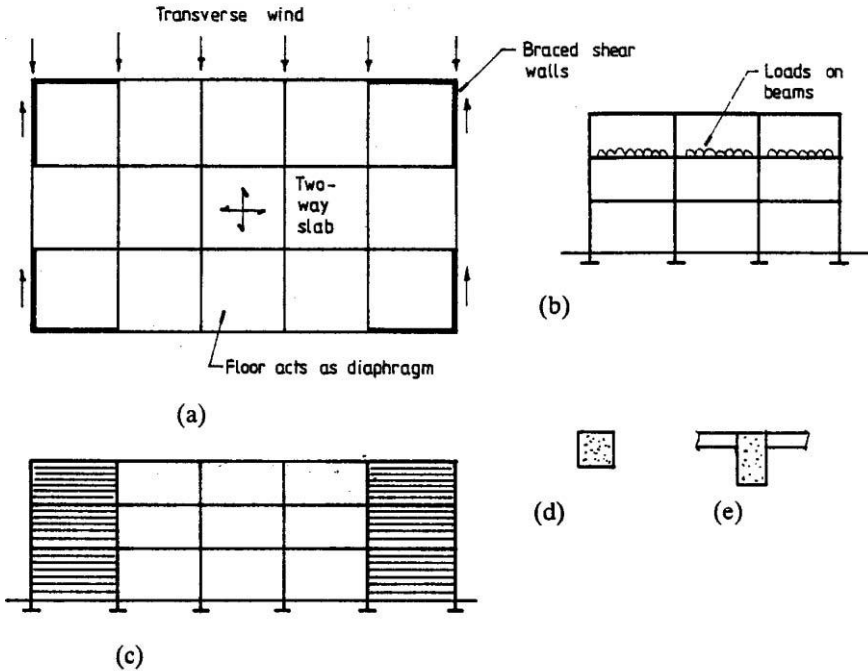 Transverse wind
Braced shear
walls
Loads on
beams
Two-
way
slab
(b)
Floor acts as diaphragm
(a)
(d)
(e)
(c)